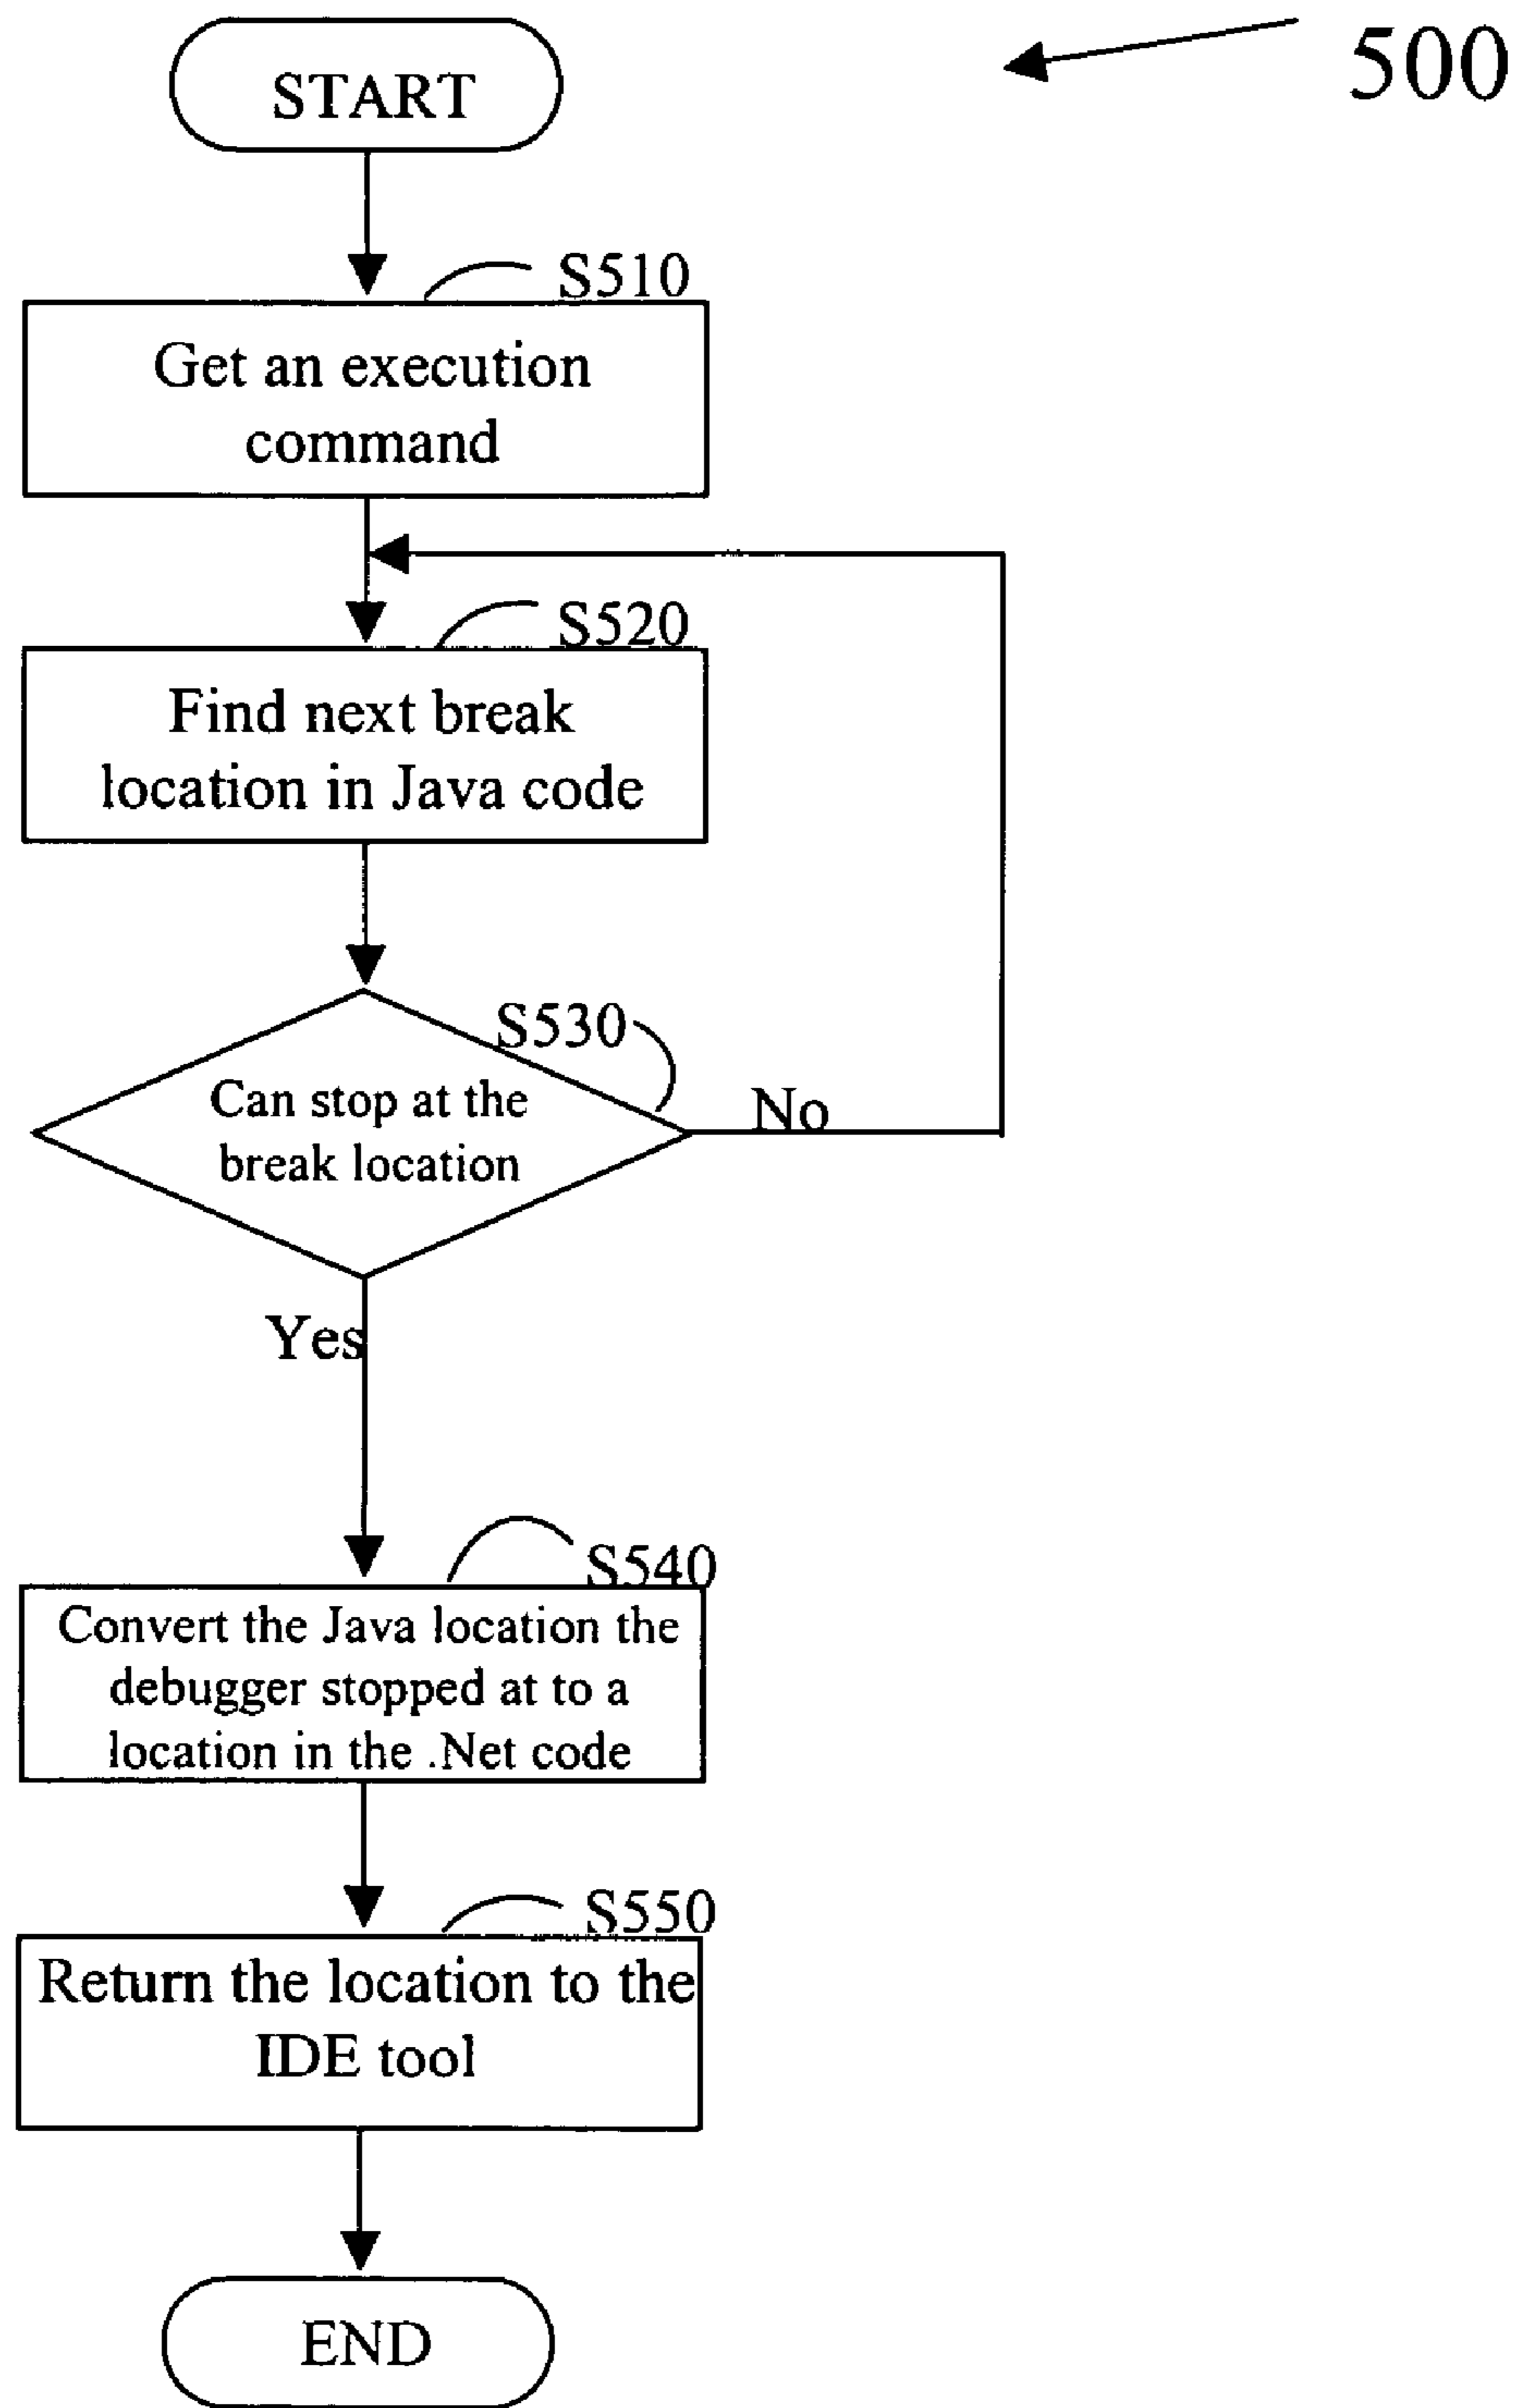 500
START
S510
Get an execution
command
S520
Find next break
location in Java code
S530
Can stop at the
break location
No
Yes
S540
Convert the Java location the
debugger stopped at to a
location in the .Net code
S550
Return the location to the
IDE tool
END